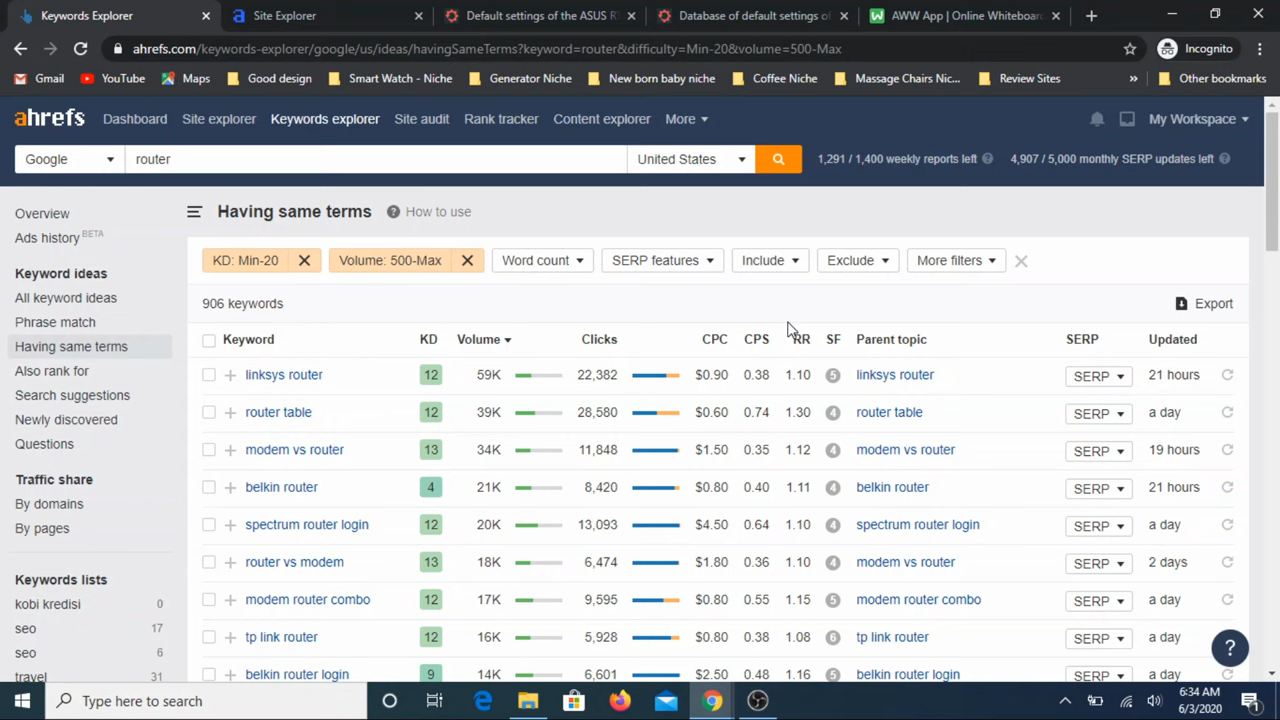 Keywords Explorer
Site Explorer
Default settings of the ASUS R
Database of default settings of
AWW App | Online Whiteboar
ahrefs.com/keywords-explorer/google/us/ideas/havingSameTerms?keyword=router&difficulty=Min-20&volume=500-Max
Incognito
Gmail YouTube Maps Good design Smart Watch - Niche Generator Niche New born baby niche Coffee Niche Massage Chairs Nic... Review Sites » Other bookmarks
ahrefs Dashboard Site explorer Keywords explorer Site audit Rank tracker Content explorer More My Workspace
Google router United States 1,291 / 1,400 weekly reports left ? 4,907 / 5,000 monthly SERP updates left ?
Overview
Ads history BETA
Keyword ideas
All keyword ideas
Phrase match
Having same terms
Also rank for
Search suggestions
Newly discovered
Questions
Traffic share
By domains
By pages
Keywords lists
kobi kredisi 0
seo 17
seo 6
travel 31
Having same terms ? How to use
KD: Min-20 Volume: 500-Max Word count SERP features Include Exclude More filters
906 keywords Export
Keyword KD Volume Clicks CPC CPS RR SF Parent topic SERP Updated
linksys router 12 59K 22,382 $0.90 0.38 1.10 5 linksys router SERP 21 hours
router table 12 39K 28,580 $0.60 0.74 1.30 4 router table SERP a day
modem vs router 13 34K 11,848 $1.50 0.35 1.12 4 modem vs router SERP 19 hours
belkin router 4 21K 8,420 $0.80 0.40 1.11 4 belkin router SERP 21 hours
spectrum router login 12 20K 13,093 $4.50 0.64 1.10 4 spectrum router login SERP a day
router vs modem 13 18K 6,474 $1.80 0.36 1.10 4 modem vs router SERP 2 days
modem router combo 12 17K 9,595 $0.80 0.55 1.15 5 modem router combo SERP a day
tp link router 12 16K 5,928 $0.80 0.38 1.08 6 tp link router SERP a day
belkin router login 9 14K 6,601 $2.50 0.48 1.16 5 belkin router login SERP a day
?
Type here to search
6:34 AM
6/3/2020
1